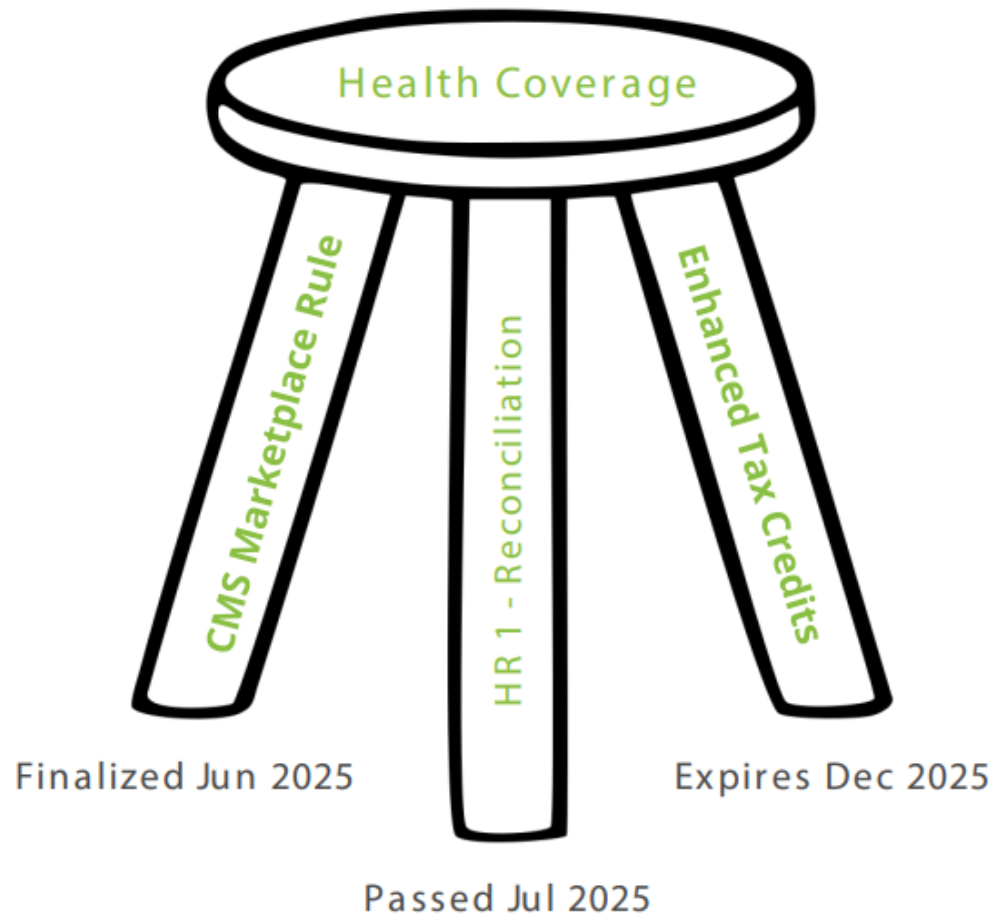 Health Coverage
CMS Marketplace Rule
HR 1 - Reconciliation
Enhanced Tax Credits
Finalized Jun 2025
Expires Dec 2025
Passed Jul 2025